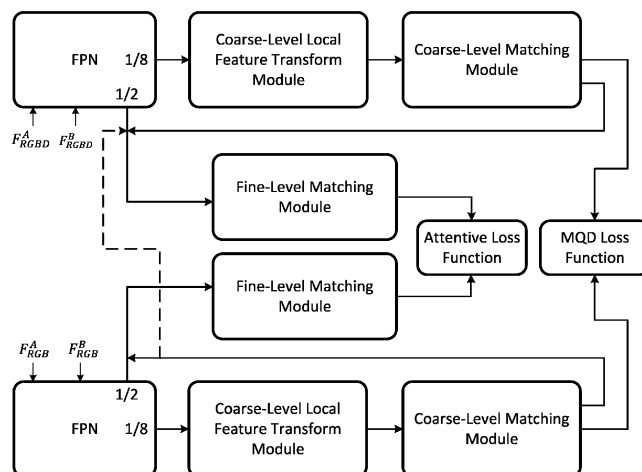 FPN
1/8
1/2
Coarse-Level Local
Feature Transform
Module
Coarse-Level Matching
Module
F^A_RGBD
F^B_RGBD
Fine-Level Matching
Module
Attentive Loss
Function
MQD Loss
Function
Fine-Level Matching
Module
F^A_RGB
F^B_RGB
1/2
FPN
1/8
Coarse-Level Local
Feature Transform
Module
Coarse-Level Matching
Module